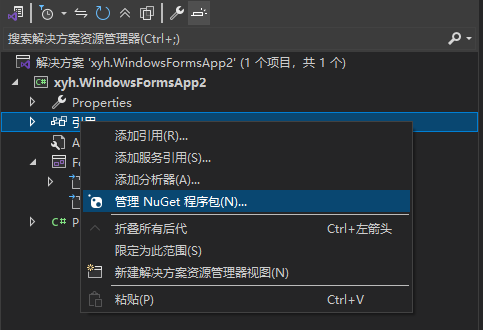 搜索解决方案资源管理器(Ctrl+;)
解决方案 'xyh.WindowsFormsApp2' (1 个项目，共 1 个)
xyh.WindowsFormsApp2
Properties
引用
添加引用(R)...
添加服务引用(S)...
添加分析器(A)...
管理 NuGet 程序包(N)...
折叠所有后代 Ctrl+左箭头
限定为此范围(S)
新建解决方案资源管理器视图(N)
粘贴(P) Ctrl+V